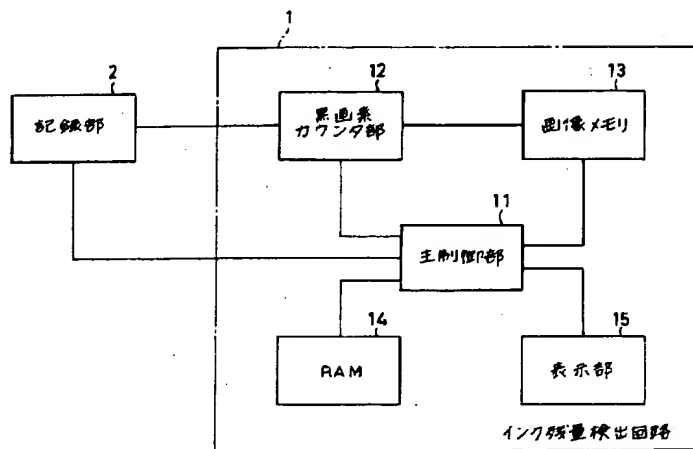 1
2
記録部
12
黒画素
カウンタ部
13
画像メモリ
11
主制御部
14
RAM
15
表示部
インク残量検出回路